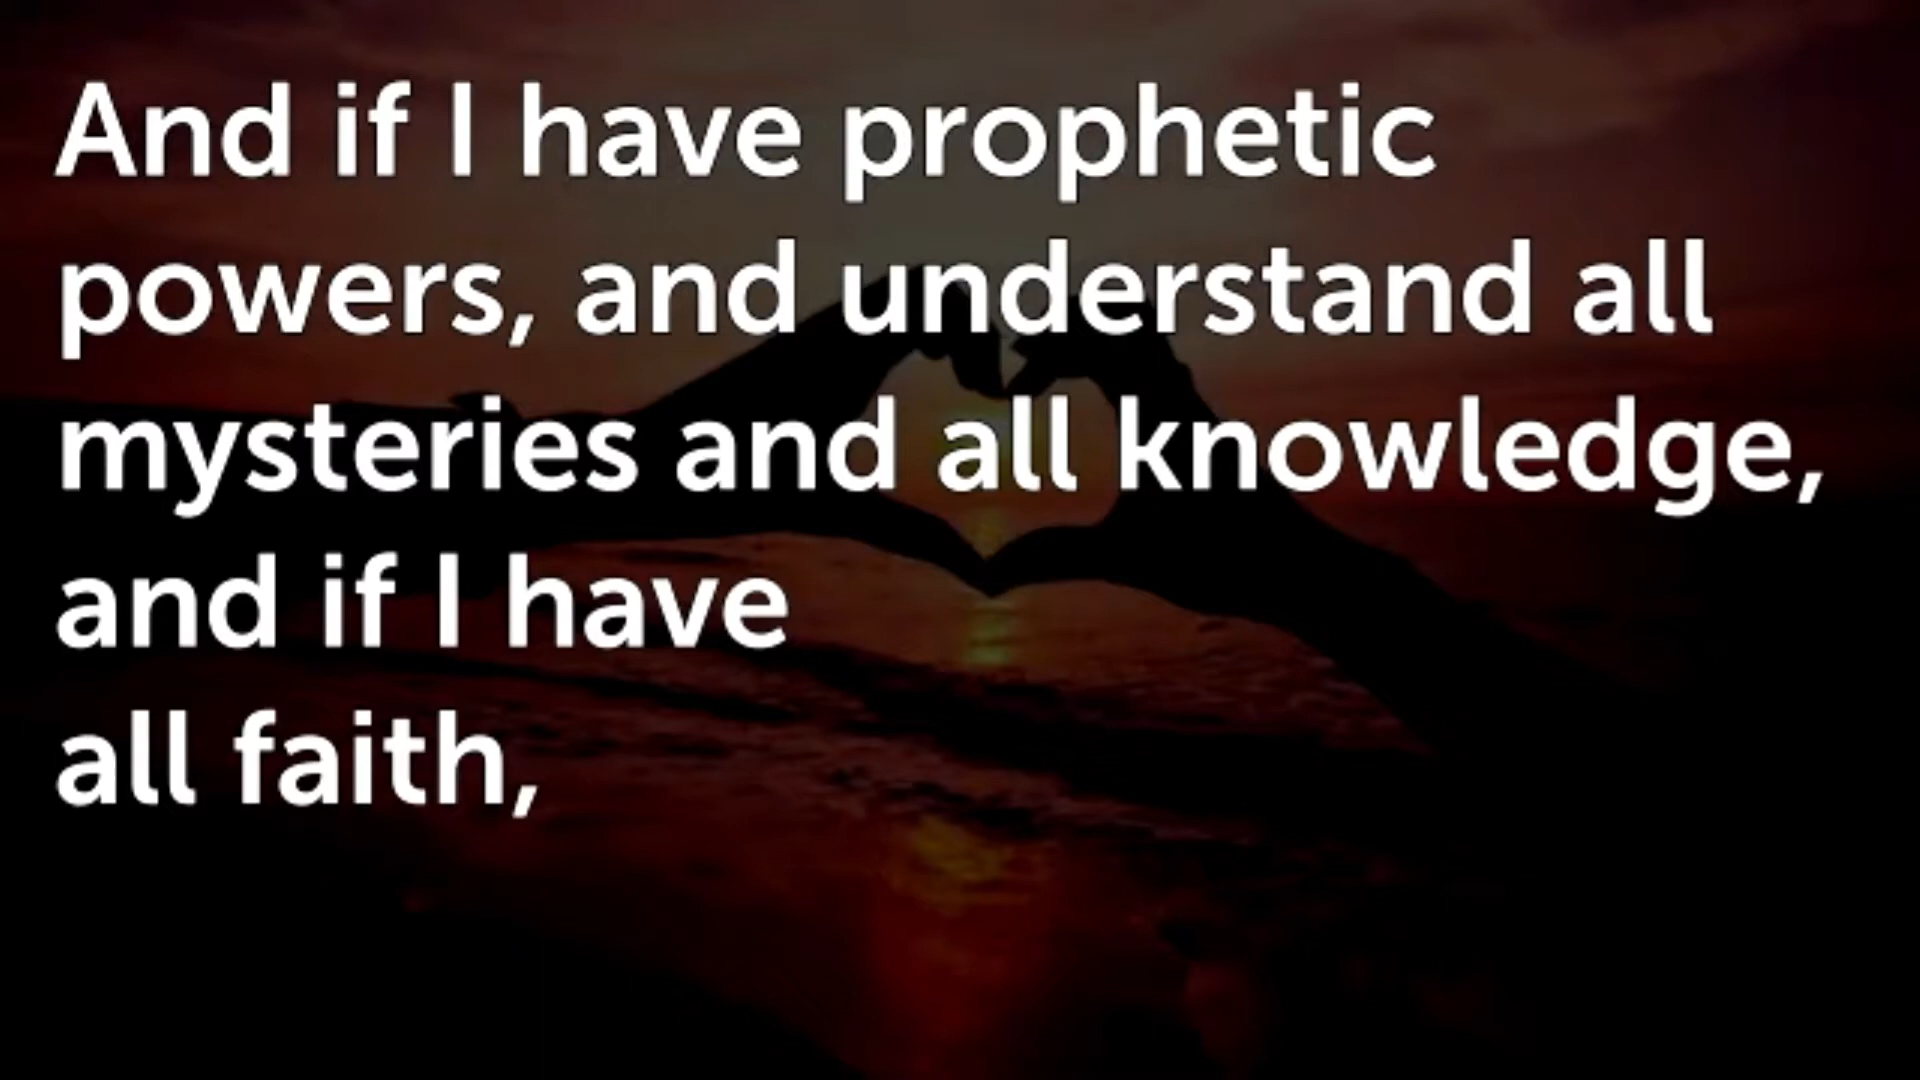 And if I have prophetic
powers, and understand all
mysteries and all knowledge,
and if I have
all faith,